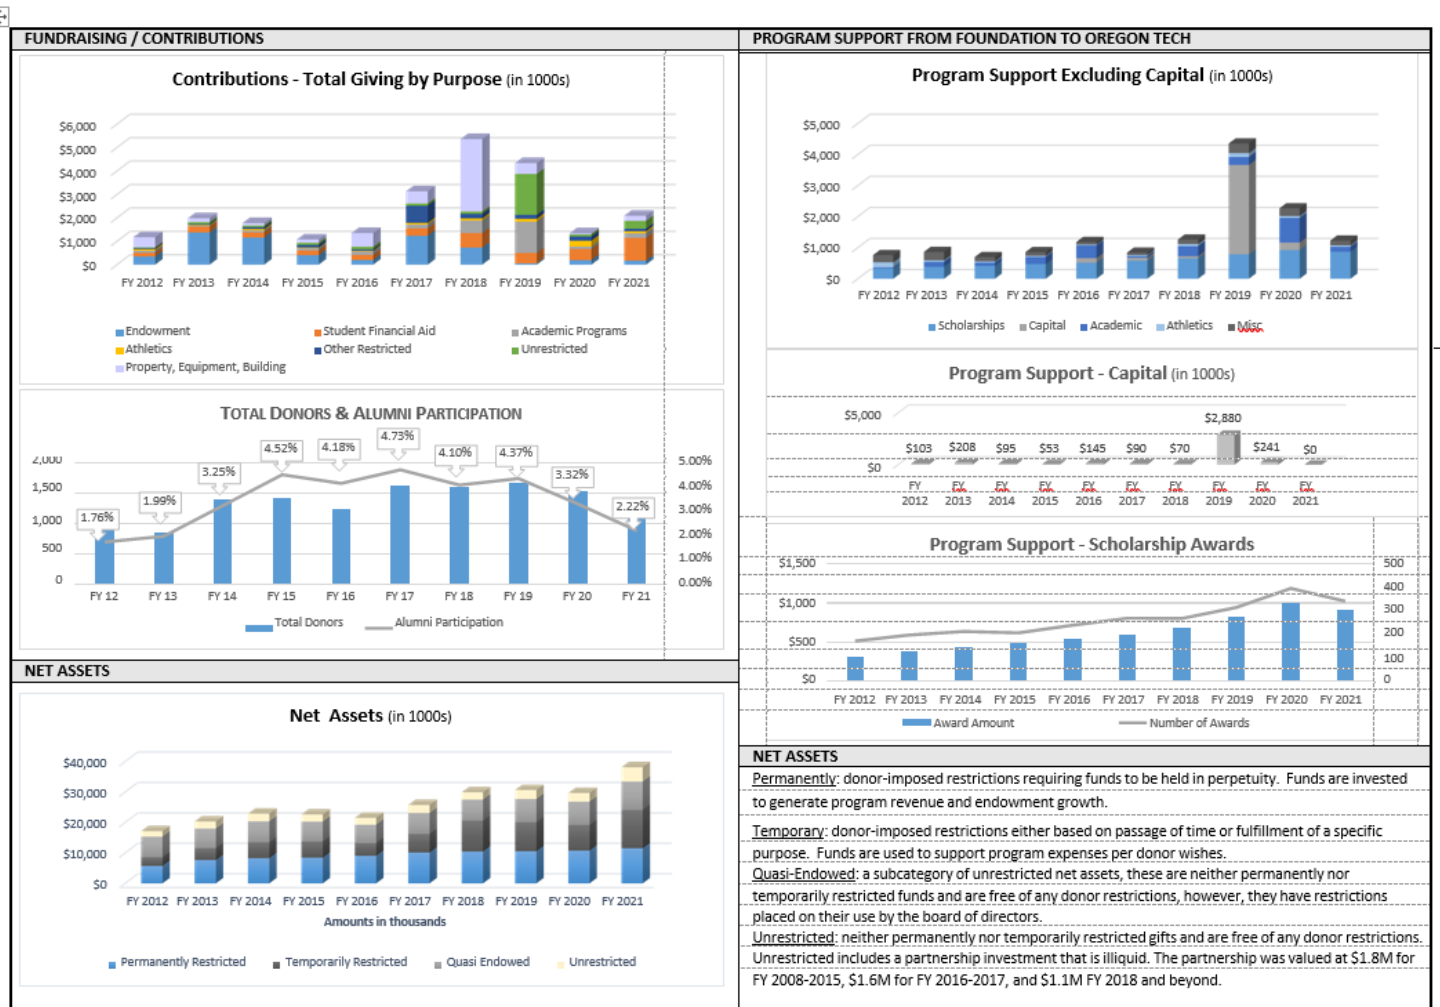 FUNDRAISING / CONTRIBUTIONS
Contributions - Total Giving by Purpose (in 1000s)
$6,000
$5,000
$4,000
$3,000
$2,000
$1,000
$0
FY 2012 FY 2013 FY 2014 FY 2015 FY 2016 FY 2017 FY 2018 FY 2019 FY 2020 FY 2021
Endowment Student Financial Aid Academic Programs
Athletics Other Restricted Unrestricted
Property, Equipment, Building
TOTAL DONORS & ALUMNI PARTICIPATION
2,000
1,500
1,000
500
0
1.76% 1.99% 3.25% 4.52% 4.18% 4.73% 4.10% 4.37% 3.32% 2.22%
5.00%
4.00%
3.00%
2.00%
1.00%
0.00%
FY 12 FY 13 FY 14 FY 15 FY 16 FY 17 FY 18 FY 19 FY 20 FY 21
Total Donors Alumni Participation
NET ASSETS
Net Assets (in 1000s)
$40,000
$30,000
$20,000
$10,000
$0
FY 2012 FY 2013 FY 2014 FY 2015 FY 2016 FY 2017 FY 2018 FY 2019 FY 2020 FY 2021
Amounts in thousands
Permanently Restricted Temporarily Restricted Quasi Endowed Unrestricted
PROGRAM SUPPORT FROM FOUNDATION TO OREGON TECH
Program Support Excluding Capital (in 1000s)
$5,000
$4,000
$3,000
$2,000
$1,000
$0
FY 2012 FY 2013 FY 2014 FY 2015 FY 2016 FY 2017 FY 2018 FY 2019 FY 2020 FY 2021
Scholarships Capital Academic Athletics Misc
Program Support - Capital (in 1000s)
$5,000
$0
$103 $208 $95 $53 $145 $90 $70 $2,880 $241 $0
FY FY FY FY FY FY FY FY FY FY
2012 2013 2014 2015 2016 2017 2018 2019 2020 2021
Program Support - Scholarship Awards
$1,500
$1,000
$500
$0
500
400
300
200
100
0
FY 2012 FY 2013 FY 2014 FY 2015 FY 2016 FY 2017 FY 2018 FY 2019 FY 2020 FY 2021
Award Amount Number of Awards
NET ASSETS
Permanently: donor-imposed restrictions requiring funds to be held in perpetuity. Funds are invested
to generate program revenue and endowment growth.
Temporary: donor-imposed restrictions either based on passage of time or fulfillment of a specific
purpose. Funds are used to support program expenses per donor wishes.
Quasi-Endowed: a subcategory of unrestricted net assets, these are neither permanently nor
temporarily restricted funds and are free of any donor restrictions, however, they have restrictions
placed on their use by the board of directors.
Unrestricted: neither permanently nor temporarily restricted gifts and are free of any donor restrictions.
Unrestricted includes a partnership investment that is illiquid. The partnership was valued at $1.8M for
FY 2008-2015, $1.6M for FY 2016-2017, and $1.1M FY 2018 and beyond.